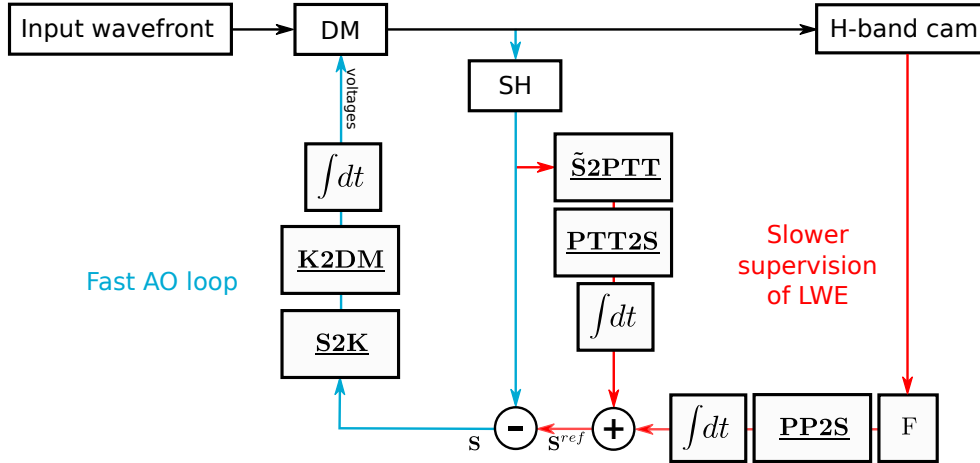 Input wavefront
DM
H-band cam
voltages
SH
∫dt
S̃2PTT
PTT2S
K2DM
Fast AO loop
Slower
supervision
of LWE
∫dt
S2K
∫dt
PP2S
F
-
+
S
S^{ref}